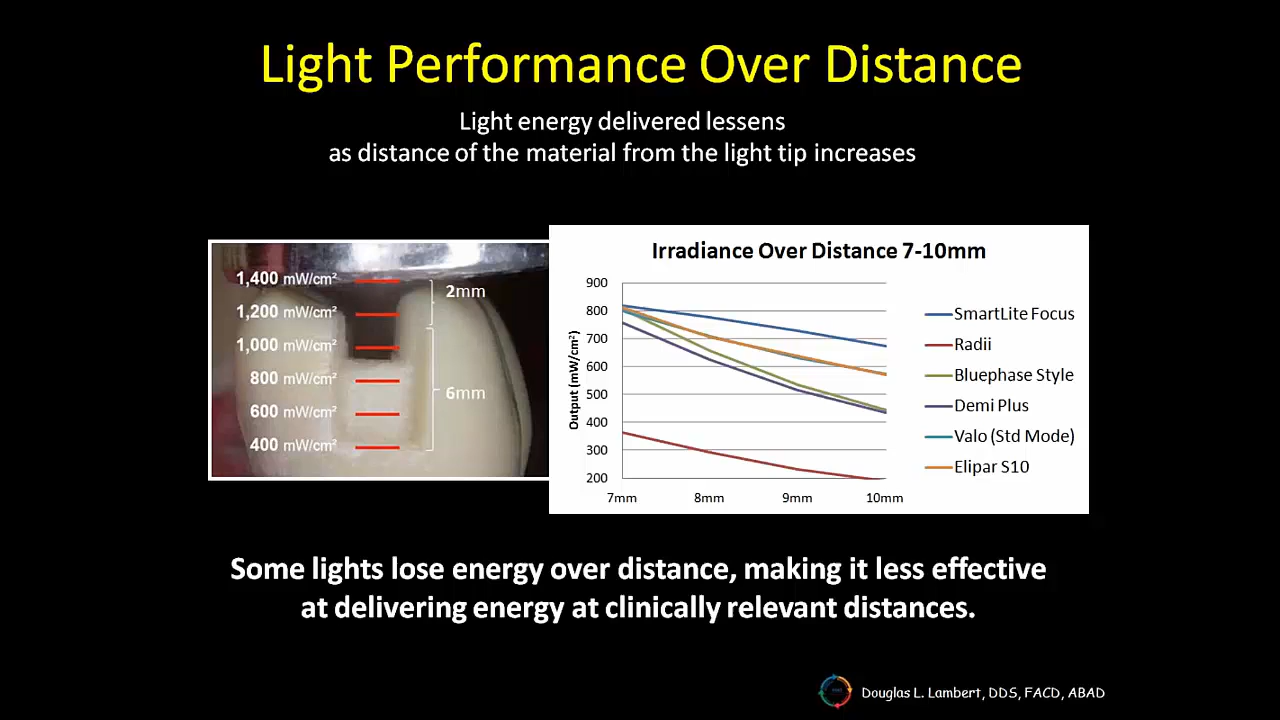 Light Performance Over Distance
Light energy delivered lessens
as distance of the material from the light tip increases
1,400 mW/cm²
1,200 mW/cm²
1,000 mW/cm²
800 mW/cm²
600 mW/cm²
400 mW/cm²
2mm
6mm
Irradiance Over Distance 7-10mm
Output (mW/cm²)
900
800
700
600
500
400
300
200
7mm 8mm 9mm 10mm
SmartLite Focus
Radii
Bluephase Style
Demi Plus
Valo (Std Mode)
Elipar S10
Some lights lose energy over distance, making it less effective
at delivering energy at clinically relevant distances.
Douglas L. Lambert, DDS, FACD, ABAD